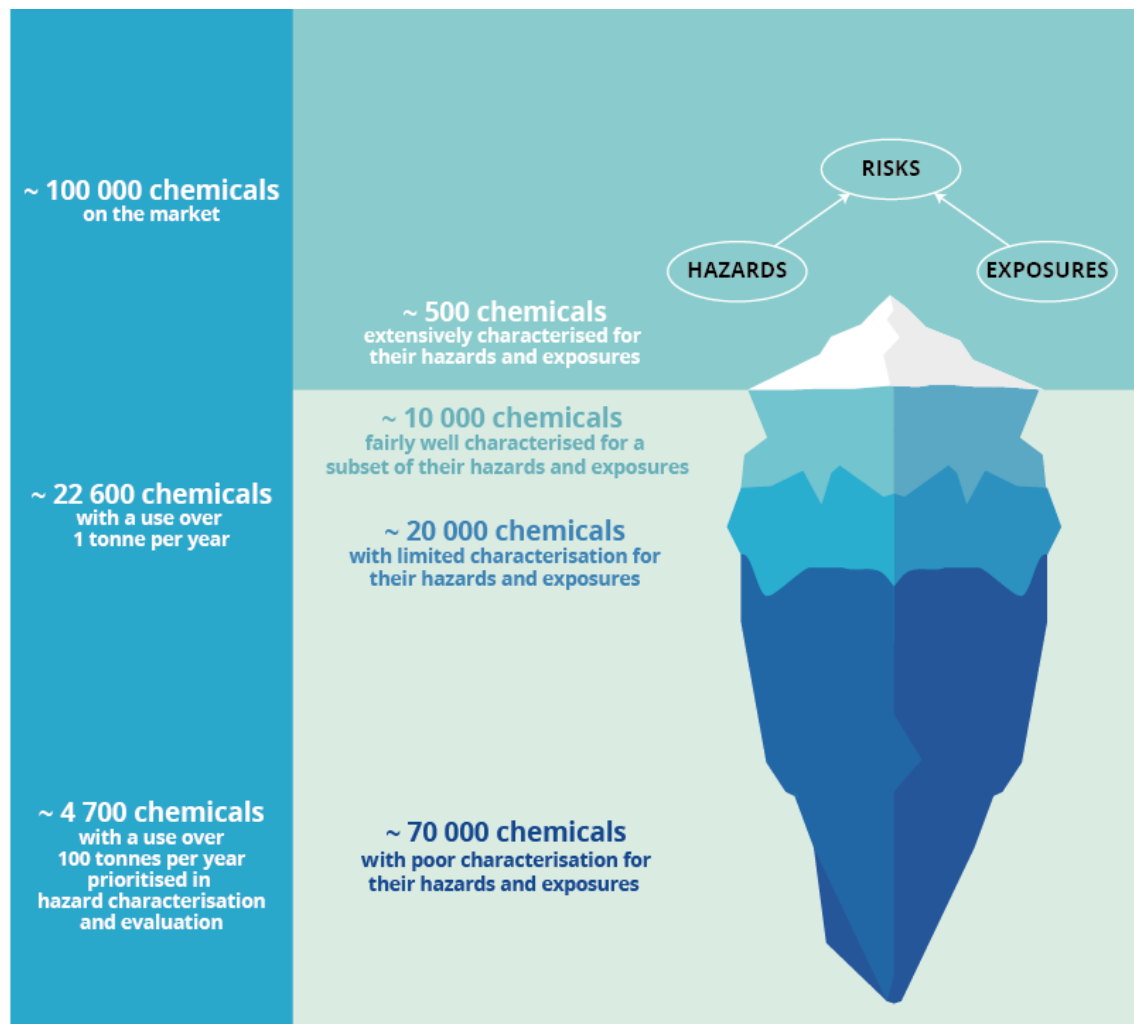 ~ 100 000 chemicals
on the market
~ 22 600 chemicals
with a use over
1 tonne per year
~ 4 700 chemicals
with a use over
100 tonnes per year
prioritised in
hazard characterisation
and evaluation
RISKS
HAZARDS
EXPOSURES
~ 500 chemicals
extensively characterised for
their hazards and exposures
~ 10 000 chemicals
fairly well characterised for a
subset of their hazards and exposures
~ 20 000 chemicals
with limited characterisation for
their hazards and exposures
~ 70 000 chemicals
with poor characterisation for
their hazards and exposures